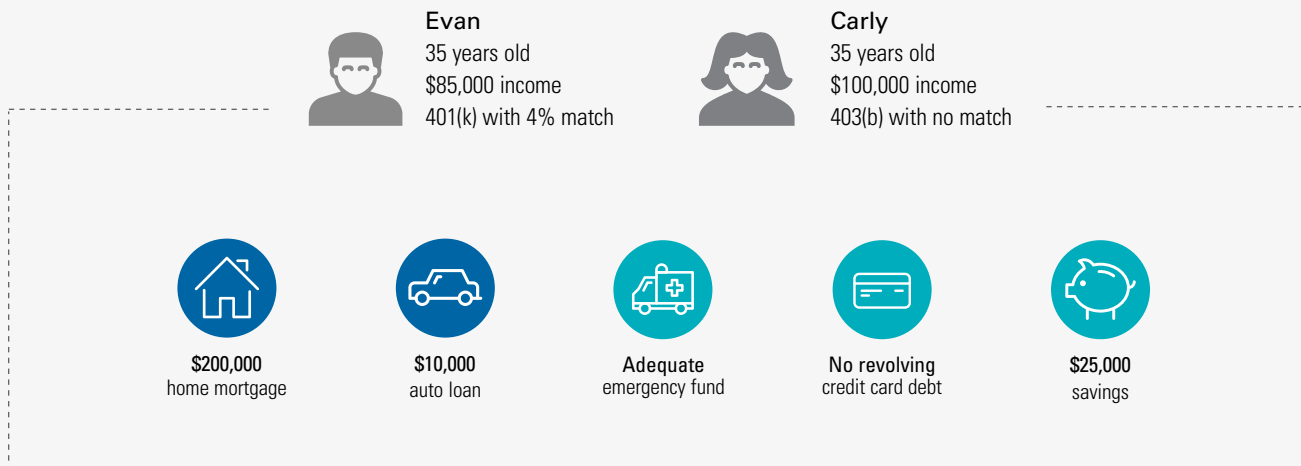 Evan
35 years old
$85,000 income
401(k) with 4% match
Carly
35 years old
$100,000 income
403(b) with no match
$200,000
home mortgage
$10,000
auto loan
Adequate
emergency fund
No revolving
credit card debt
$25,000
savings